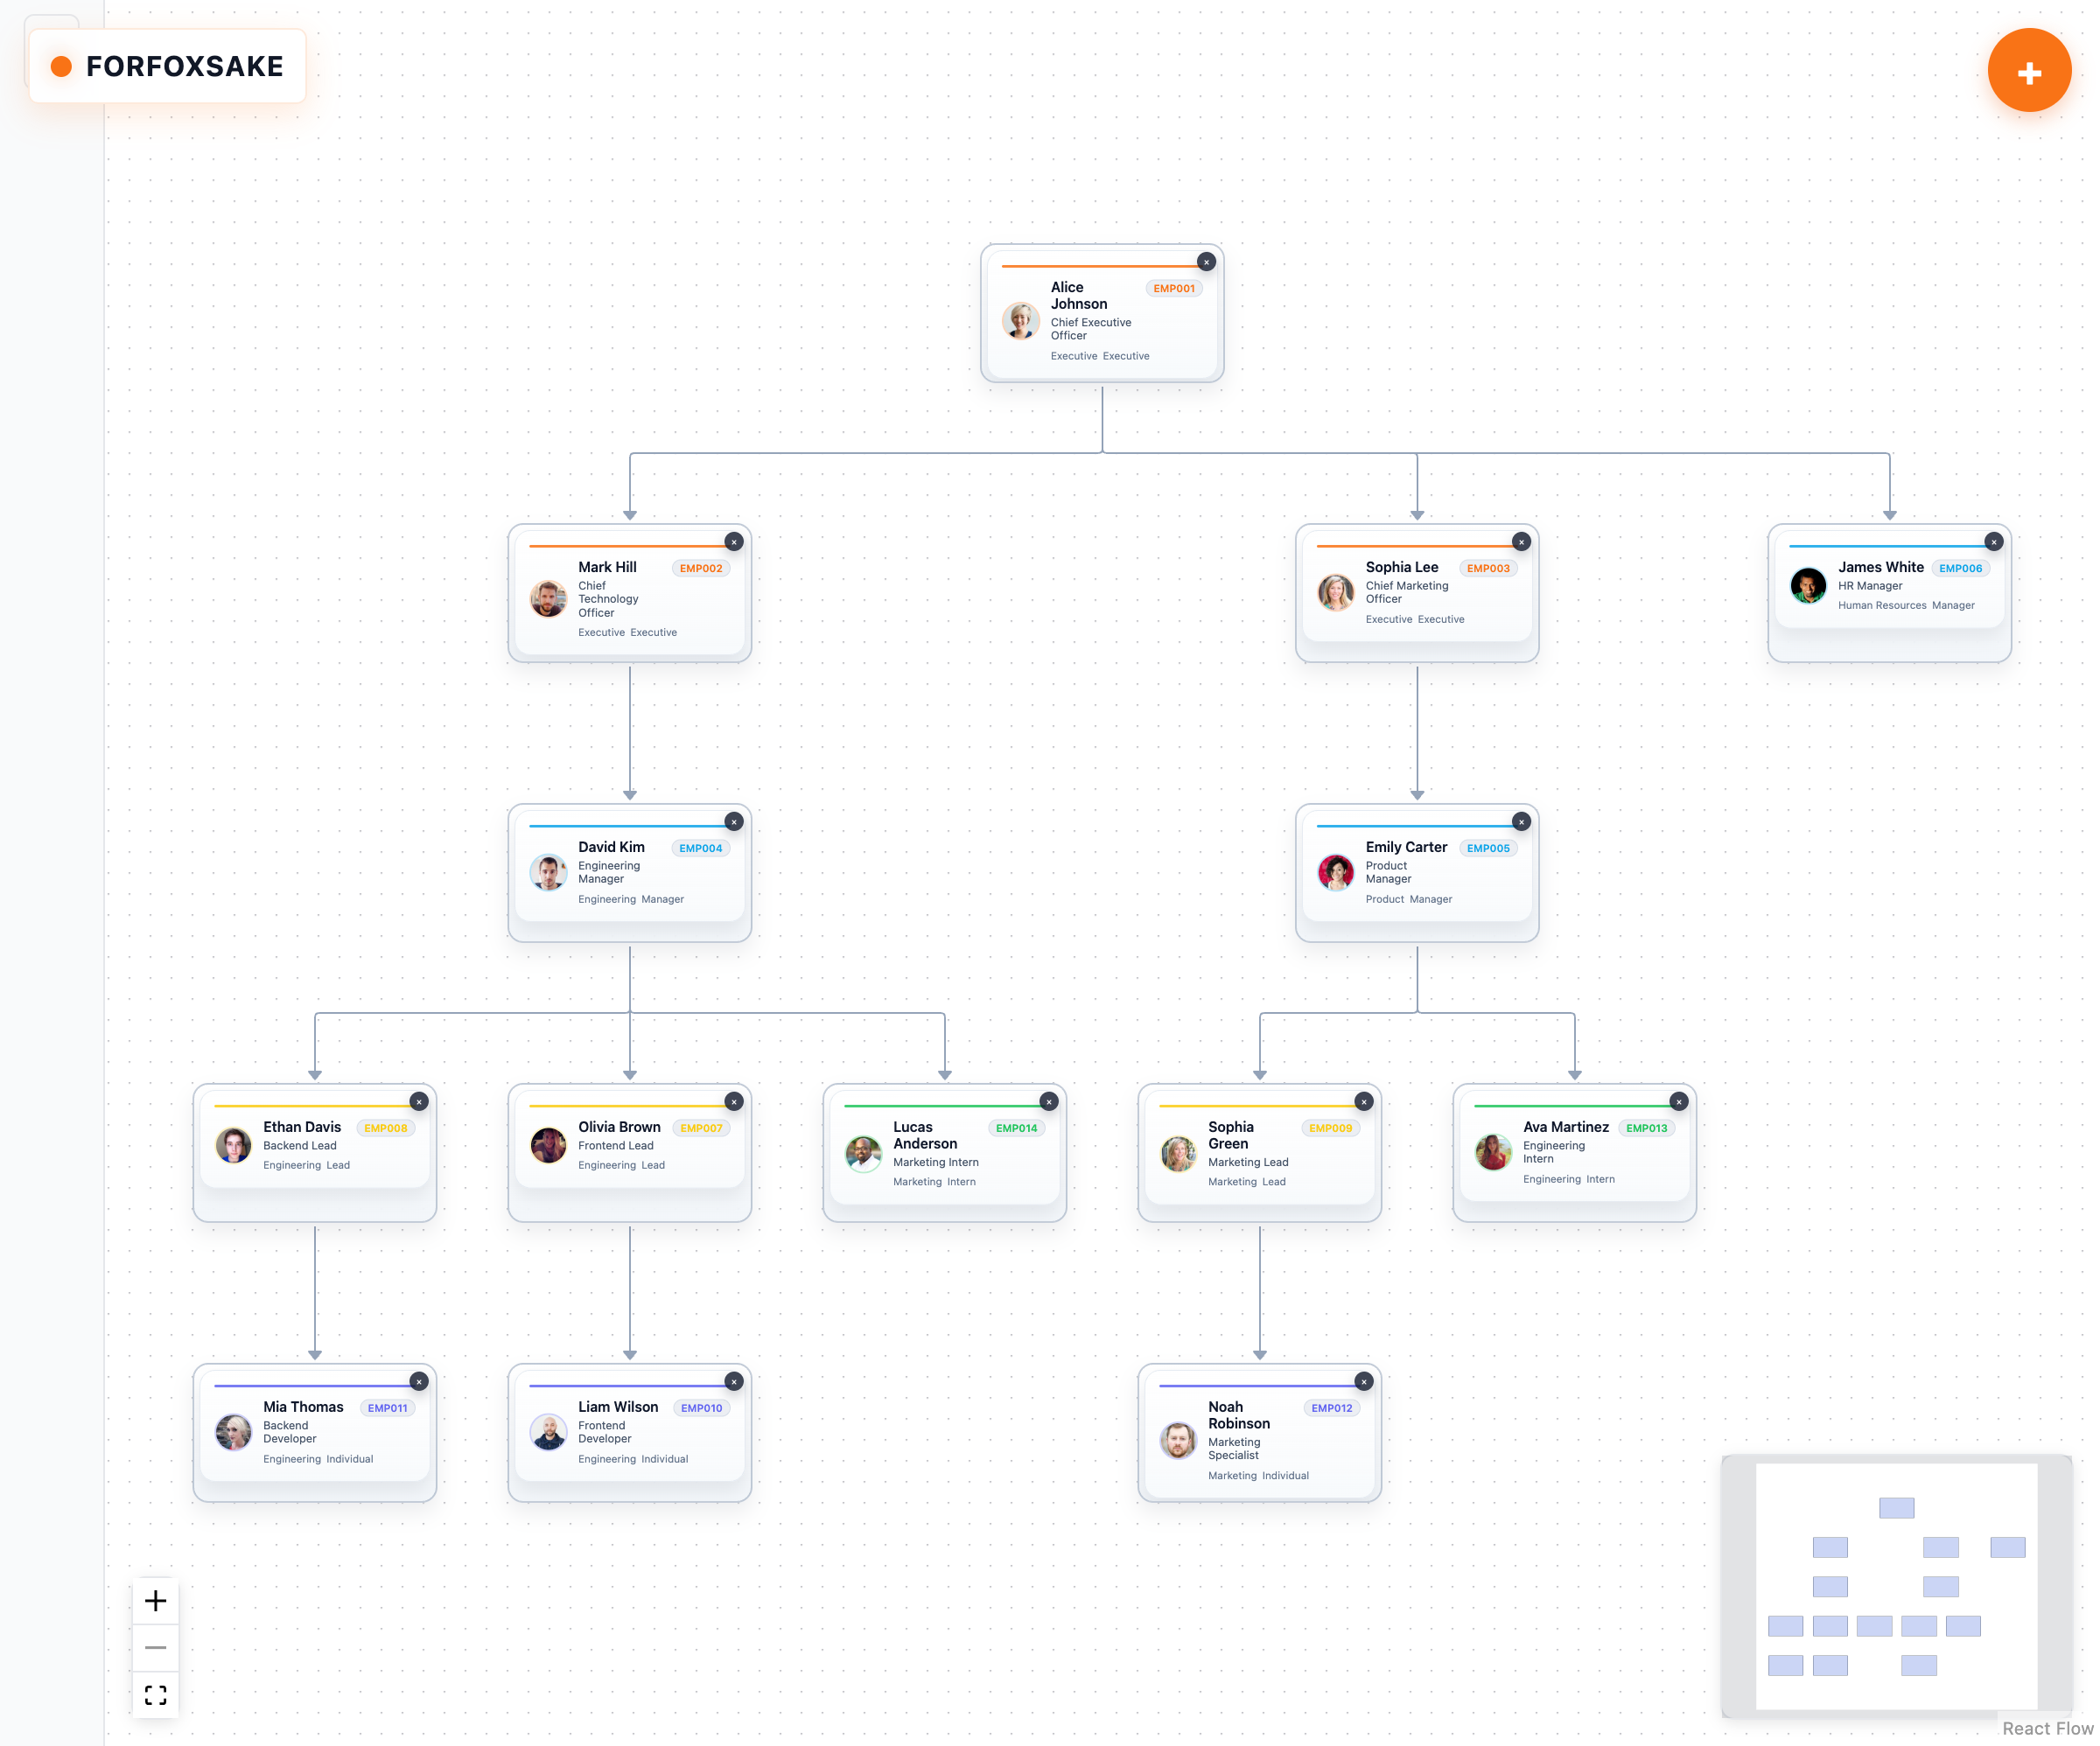 FORFOXSAKE
+
Alice
Johnson
EMP001
Chief Executive
Officer
Executive Executive
Mark Hill
EMP002
Chief
Technology
Officer
Executive Executive
Sophia Lee
EMP003
Chief Marketing
Officer
Executive Executive
James White
EMP006
HR Manager
Human Resources Manager
David Kim
EMP004
Engineering
Manager
Engineering Manager
Emily Carter
EMP005
Product
Manager
Product Manager
Ethan Davis
EMP008
Backend Lead
Engineering Lead
Olivia Brown
EMP007
Frontend Lead
Engineering Lead
Lucas
Anderson
EMP014
Marketing Intern
Marketing Intern
Sophia
Green
EMP009
Marketing Lead
Marketing Lead
Ava Martinez
EMP013
Engineering
Intern
Engineering Intern
Mia Thomas
EMP011
Backend
Developer
Engineering Individual
Liam Wilson
EMP010
Frontend
Developer
Engineering Individual
Noah
Robinson
EMP012
Marketing
Specialist
Marketing Individual
React Flow